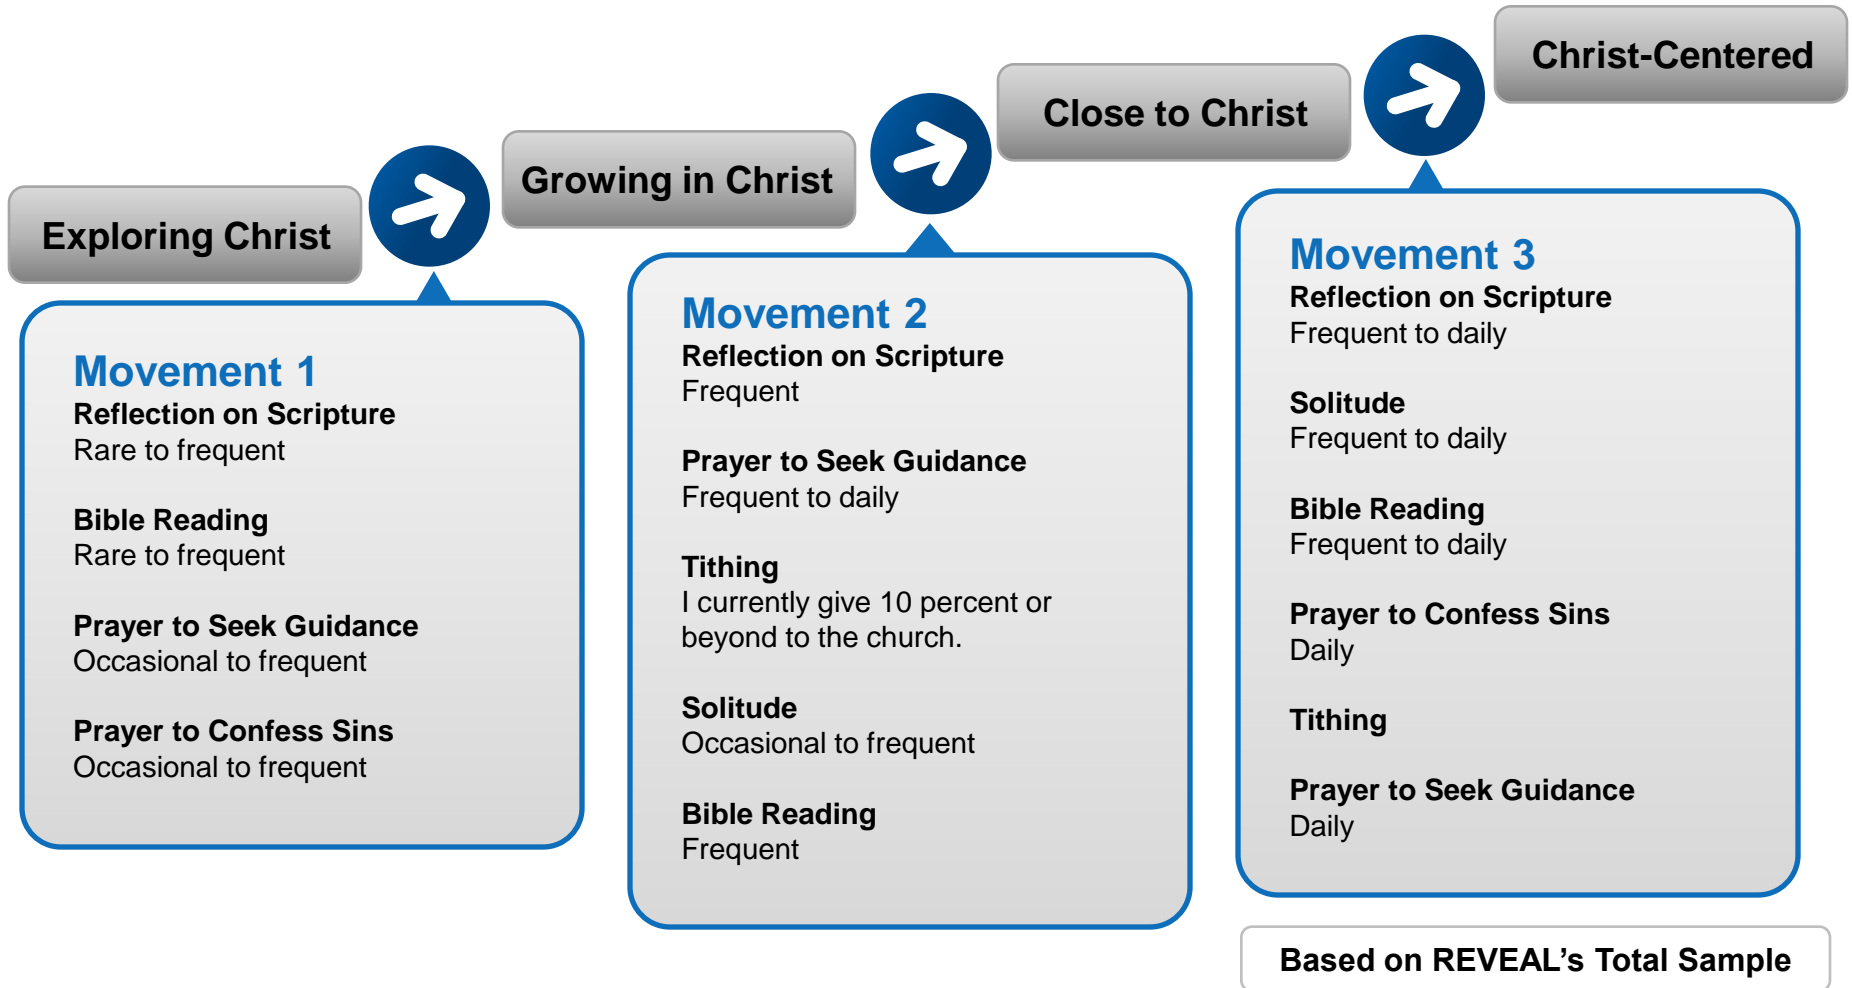 Exploring Christ
Growing in Christ
Close to Christ
Christ-Centered
Movement 1
Reflection on Scripture
Rare to frequent
Bible Reading
Rare to frequent
Prayer to Seek Guidance
Occasional to frequent
Prayer to Confess Sins
Occasional to frequent
Movement 2
Reflection on Scripture
Frequent
Prayer to Seek Guidance
Frequent to daily
Tithing
I currently give 10 percent or
beyond to the church.
Solitude
Occasional to frequent
Bible Reading
Frequent
Movement 3
Reflection on Scripture
Frequent to daily
Solitude
Frequent to daily
Bible Reading
Frequent to daily
Prayer to Confess Sins
Daily
Tithing
Prayer to Seek Guidance
Daily
Based on REVEAL’s Total Sample